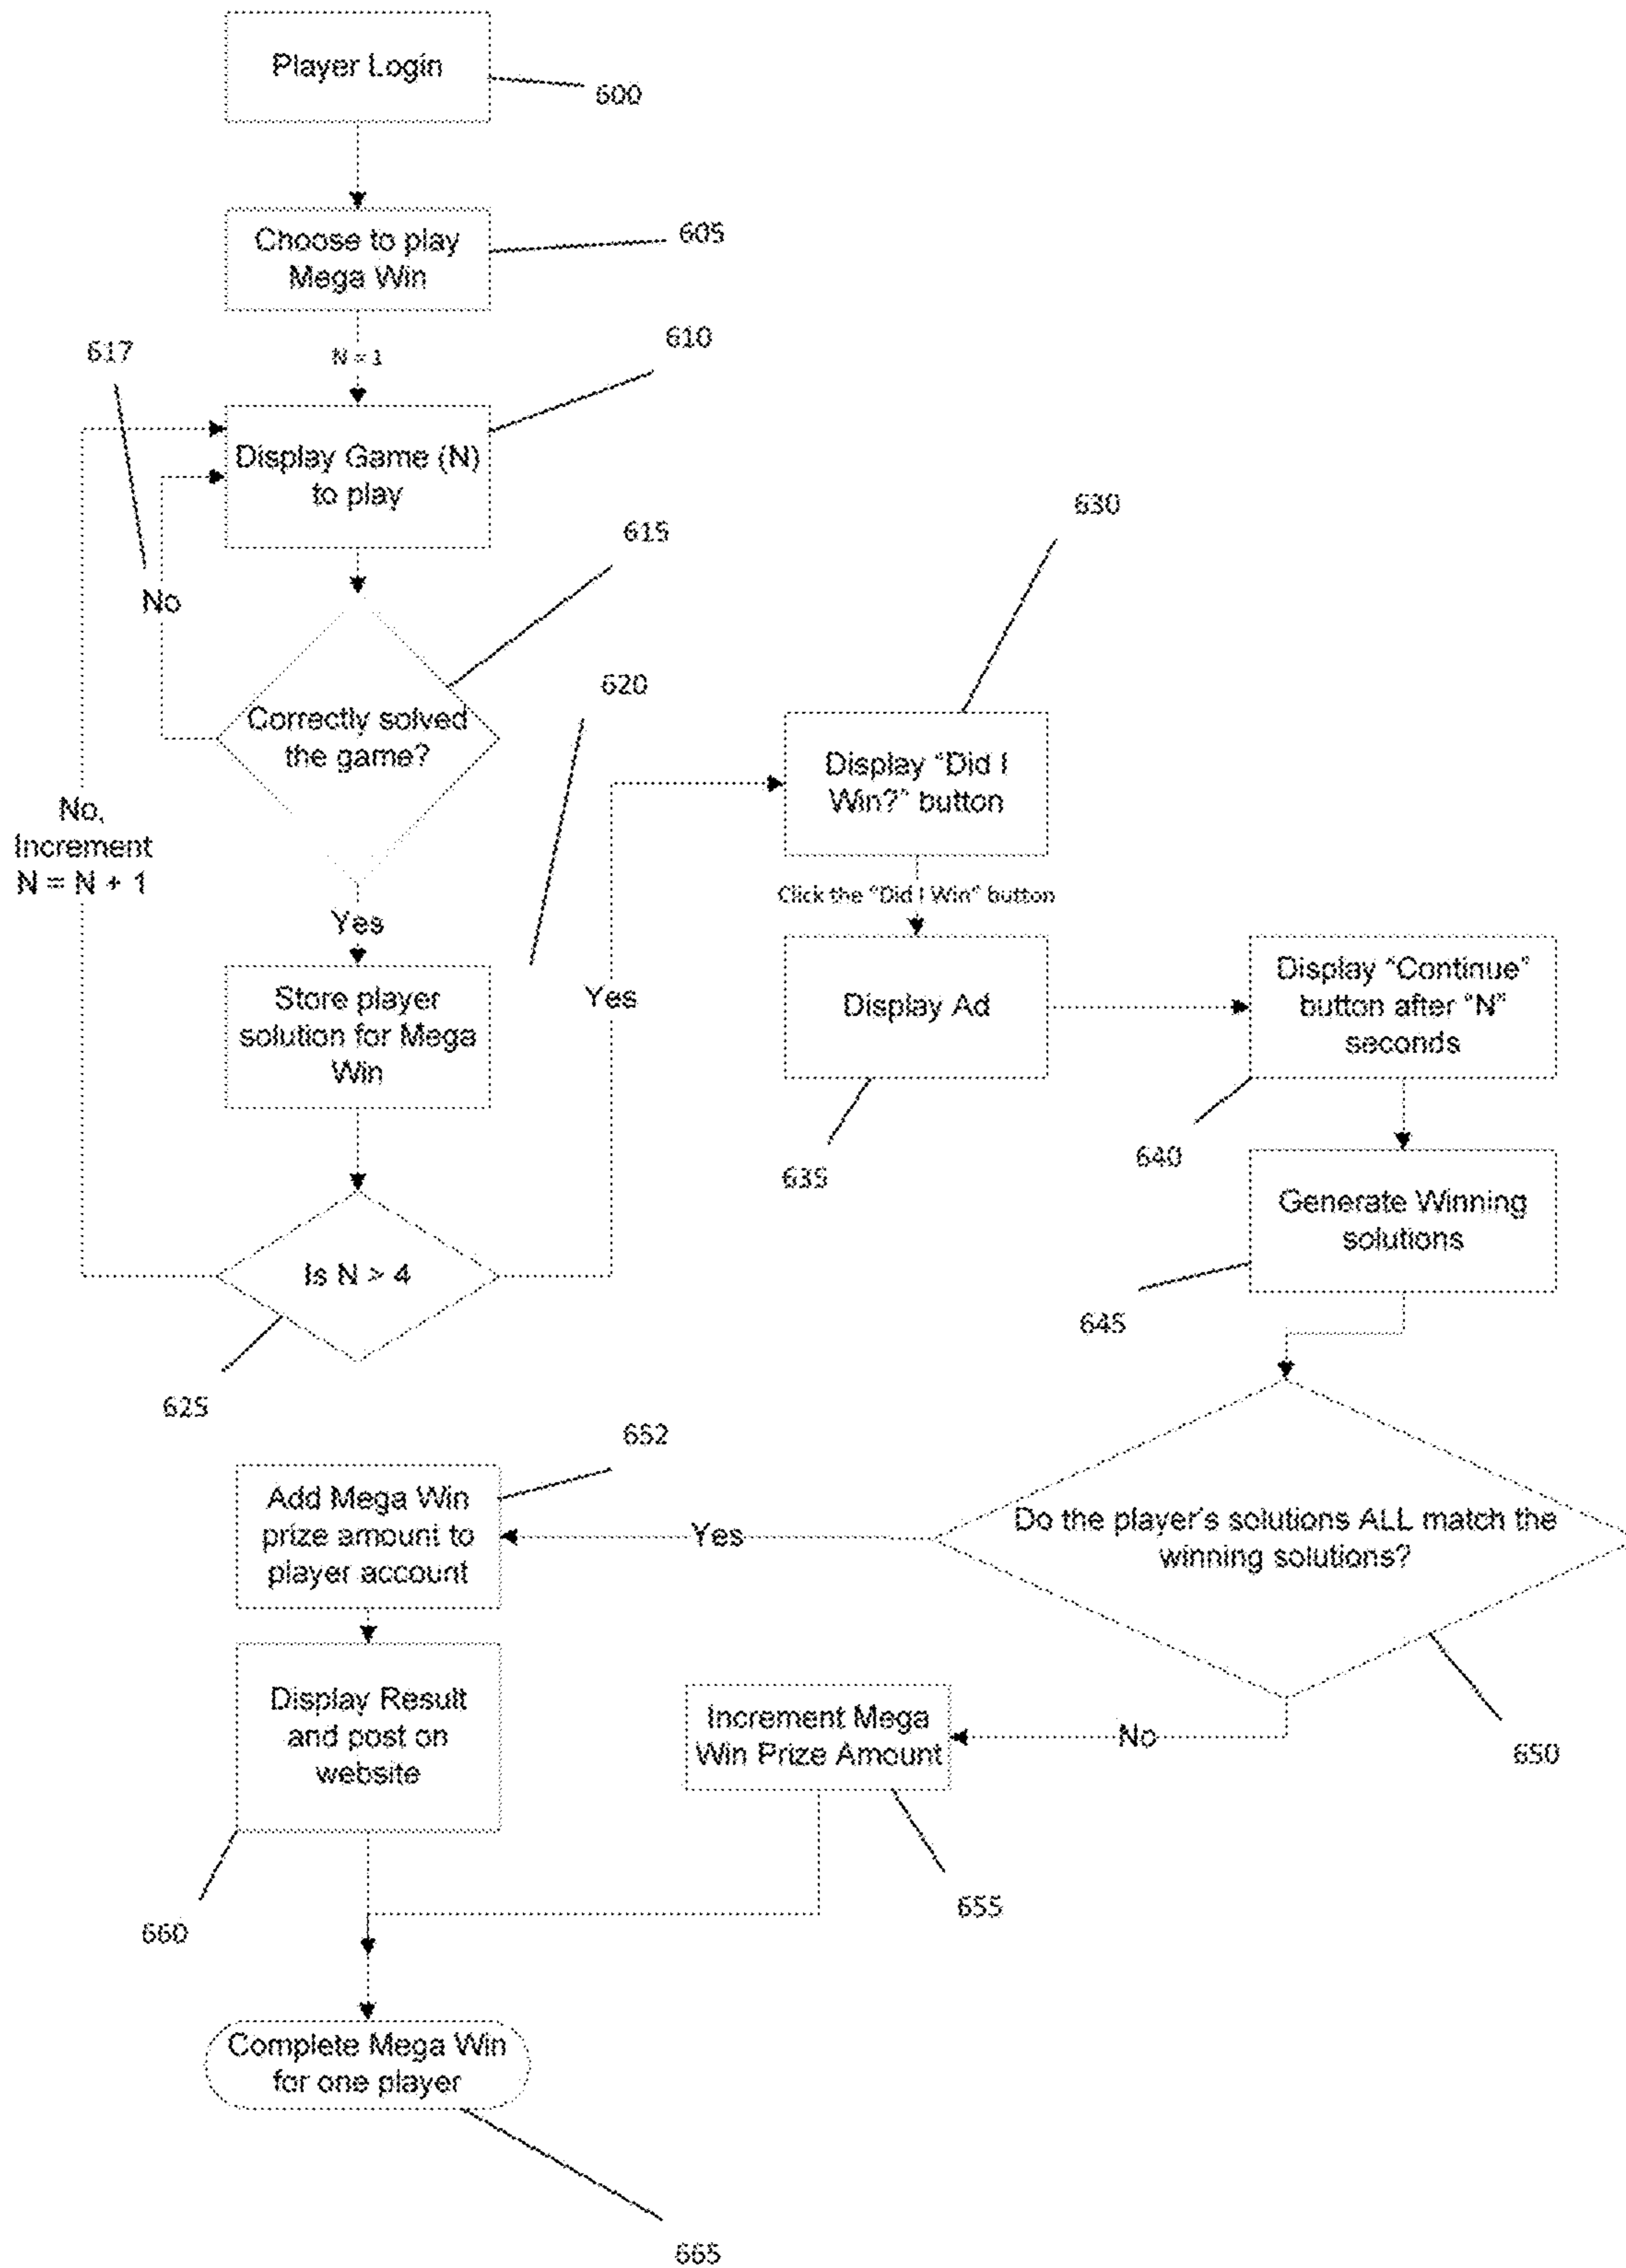 Player Login
600
Choose to play
Mega Win
605
N = 1
617
610
Display Game (N)
to play
No
615
Correctly solved
the game?
620
No,
Increment
N = N + 1
Yes
Store player
solution for Mega
Win
Is N > 4
625
Yes
630
Display “Did I
Win?” button
Click the “Did I Win” button
Display Ad
635
Display “Continue”
button after “N”
seconds
640
Generate Winning
solutions
645
Do the player's solutions ALL match the
winning solutions?
650
Yes
652
Add Mega Win
prize amount to
player account
No
Increment Mega
Win Prize Amount
655
Display Result
and post on
website
660
Complete Mega Win
for one player
665